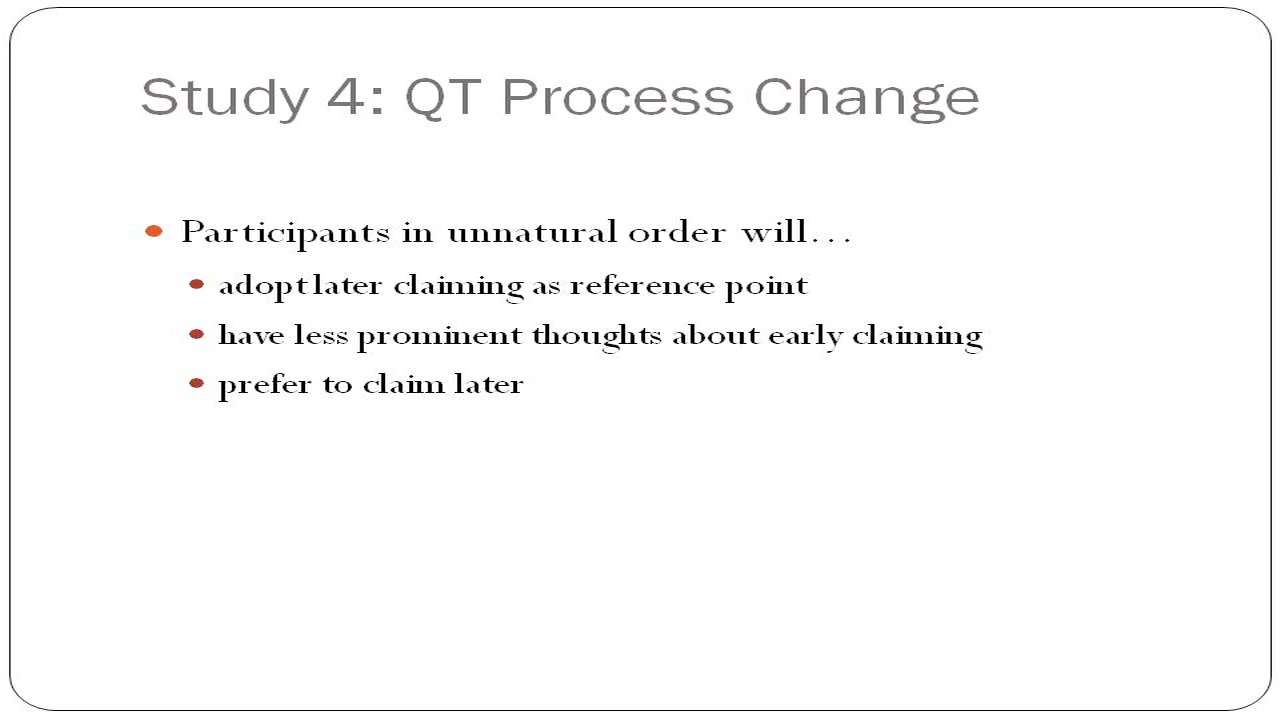 Study 4: QT Process Change
Participants in unnatural order will…
adopt later claiming as reference point
have less prominent thoughts about early claiming
prefer to claim later